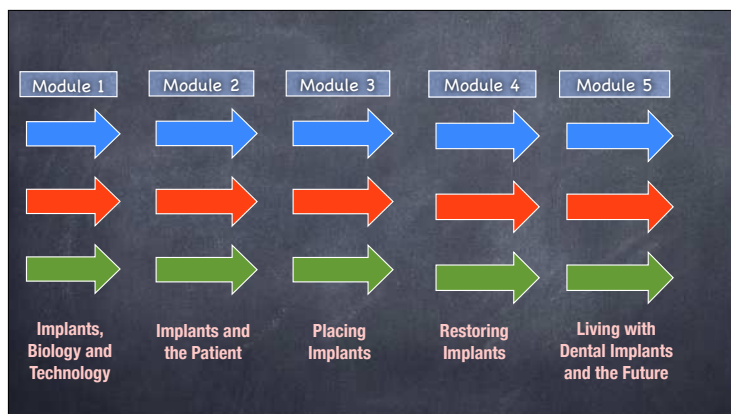 Module 1
Module 2
Module 3
Module 4
Module 5
Implants,
Biology and
Technology
Implants and
the Patient
Placing
Implants
Restoring
Implants
Living with
Dental Implants
and the Future